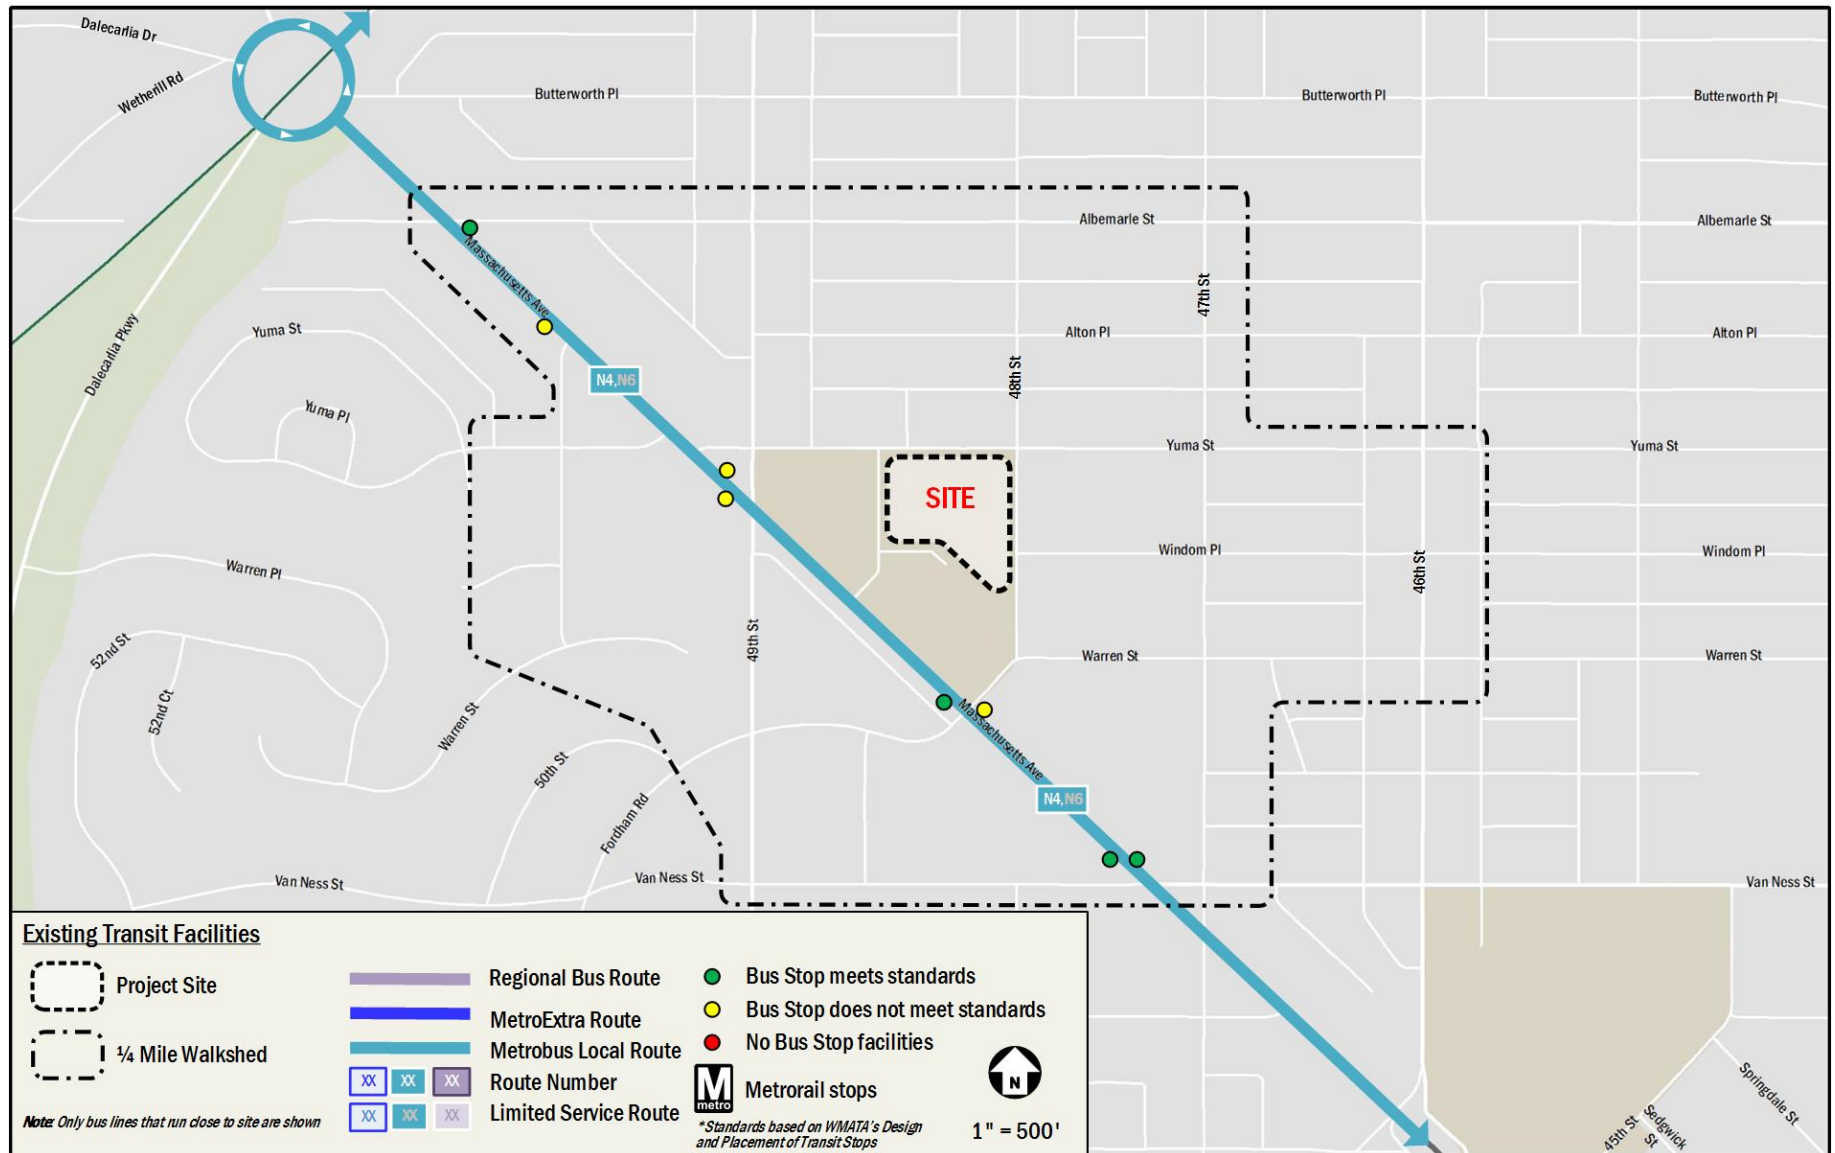 Dalecarlia Dr
Wetherill Rd
Butterworth Pl
Butterworth Pl
Butterworth Pl
Albemarle St
Albemarle St
Massachusetts Ave
47th St
Dalecarlia Pkwy
Yuma St
Alton Pl
Alton Pl
N4,N6
48th St
Yuma Pl
Yuma St
Yuma St
SITE
Windom Pl
Windom Pl
Warren Pl
46th St
52nd St
49th St
Warren St
Warren St
52nd Ct
Warren St
Massachusetts Ave
50th St
N4,N6
Fordham Rd
Van Ness St
Van Ness St
Van Ness St
Existing Transit Facilities
Project Site
¼ Mile Walkshed
Note: Only bus lines that run close to site are shown
Regional Bus Route
MetroExtra Route
Metrobus Local Route
XX XX XX Route Number
XX XX XX Limited Service Route
Bus Stop meets standards
Bus Stop does not meet standards
No Bus Stop facilities
M
metro
Metrorail stops
*Standards based on WMATA's Design
and Placement of Transit Stops
N
1" = 500'
Springdale St
45th St
Sedgwick
St